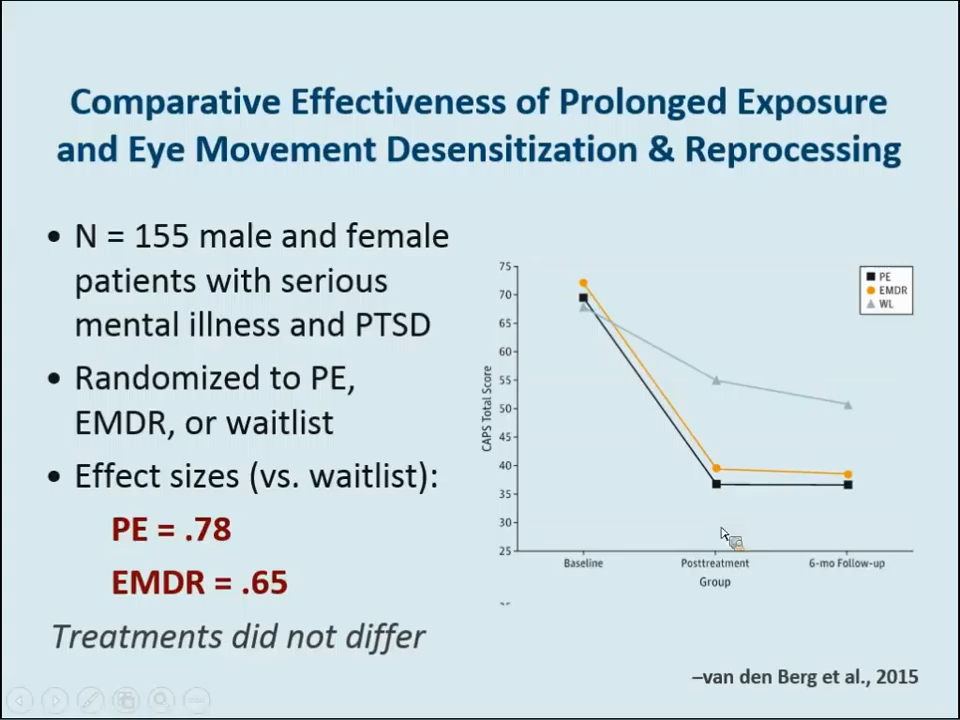 Comparative Effectiveness of Prolonged Exposure
and Eye Movement Desensitization & Reprocessing
• N = 155 male and female
patients with serious
mental illness and PTSD
• Randomized to PE,
EMDR, or waitlist
• Effect sizes (vs. waitlist):
PE = .78
EMDR = .65
Treatments did not differ
CAPS Total Score
75
70
65
60
55
50
45
40
35
30
25
Baseline
Posttreatment
6-mo Follow-up
Group
PE
EMDR
WL
–van den Berg et al., 2015